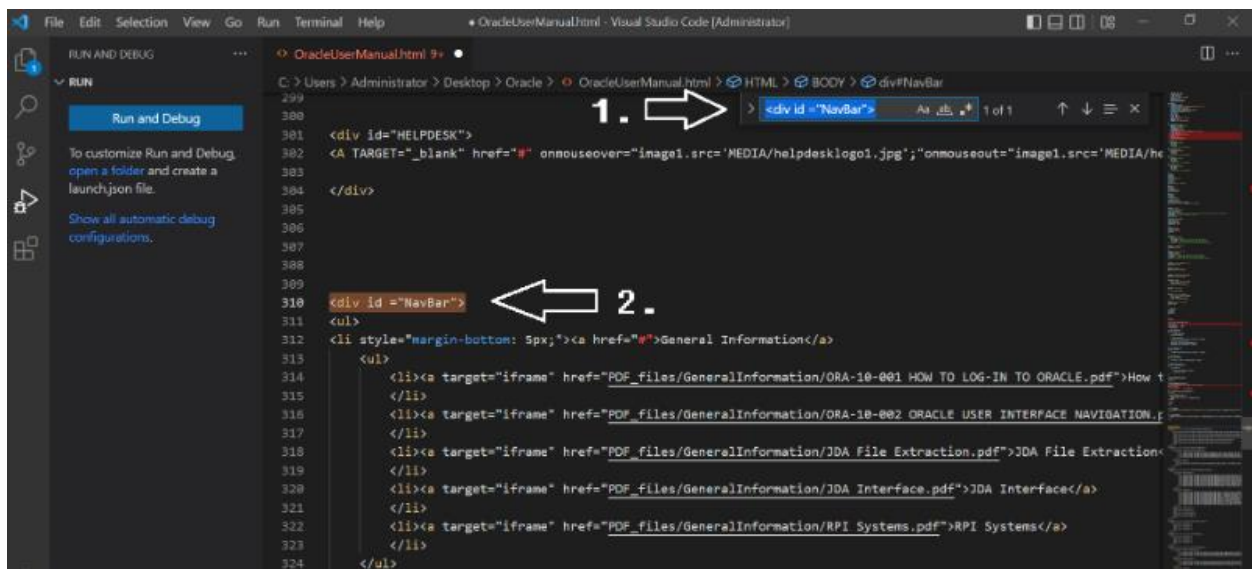 File Edit Selection View Go Run Terminal Help ● OracleUserManual.html - Visual Studio Code [Administrator]
RUN AND DEBUG ...
OracleUserManual.html 9+ ●
RUN
C: > Users > Administrator > Desktop > Oracle > OracleUserManual.html > HTML > BODY > div#NavBar
1. > <div id ="NavBar"> Aa ab .* 1 of 1
Run and Debug
To customize Run and Debug,
open a folder and create a
launch.json file.
Show all automatic debug
configurations.
1
299
300
301 <div id="HELPDESK">
302 <A TARGET="_blank" href="#" onmouseover="image1.src='MEDIA/helpdesklogo1.jpg';"onmouseout="image1.src='MEDIA/he
303
304 </div>
305
306
307
308
309
310 <div id ="NavBar"> 2.
311 <ul>
312 <li style="margin-bottom: 5px;"><a href="#">General Information</a>
313 <ul>
314 <li><a target="iframe" href="PDF_files/GeneralInformation/ORA-10-001 HOW TO LOG-IN TO ORACLE.pdf">How t
315 </li>
316 <li><a target="iframe" href="PDF_files/GeneralInformation/ORA-10-002 ORACLE USER INTERFACE NAVIGATION.p
317 </li>
318 <li><a target="iframe" href="PDF_files/GeneralInformation/JDA File Extraction.pdf">JDA File Extraction<
319 </li>
320 <li><a target="iframe" href="PDF_files/GeneralInformation/JDA Interface.pdf">JDA Interface</a>
321 </li>
322 <li><a target="iframe" href="PDF_files/GeneralInformation/RPI Systems.pdf">RPI Systems</a>
323 </li>
324 </ul>